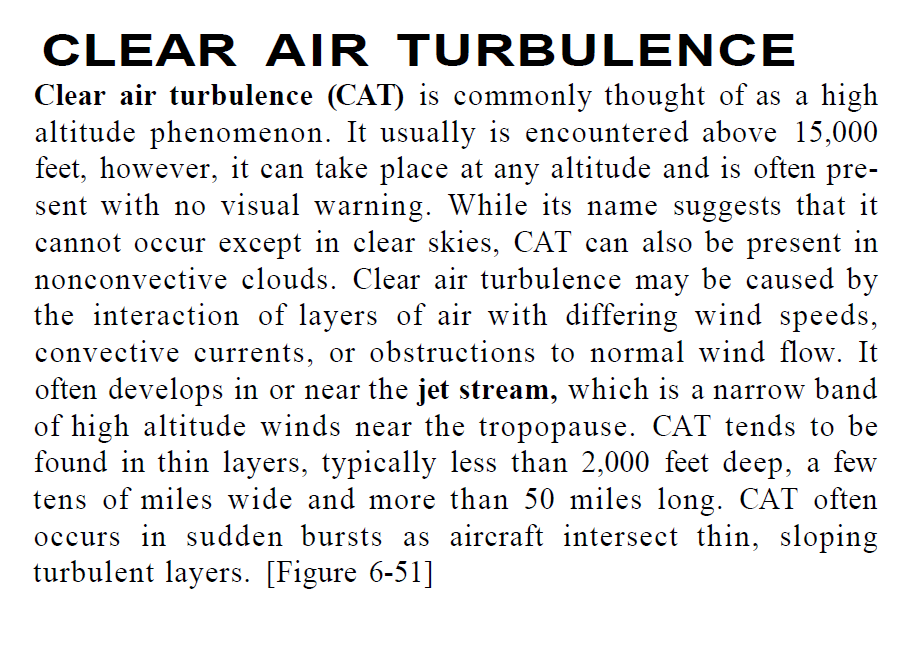 CLEAR AIR TURBULENCE
Clear air turbulence (CAT) is commonly thought of as a high
altitude phenomenon. It usually is encountered above 15,000
feet, however, it can take place at any altitude and is often pre-
sent with no visual warning. While its name suggests that it
cannot occur except in clear skies, CAT can also be present in
nonconvective clouds. Clear air turbulence may be caused by
the interaction of layers of air with differing wind speeds,
convective currents, or obstructions to normal wind flow. It
often develops in or near the jet stream, which is a narrow band
of high altitude winds near the tropopause. CAT tends to be
found in thin layers, typically less than 2,000 feet deep, a few
tens of miles wide and more than 50 miles long. CAT often
occurs in sudden bursts as aircraft intersect thin, sloping
turbulent layers. [Figure 6-51]